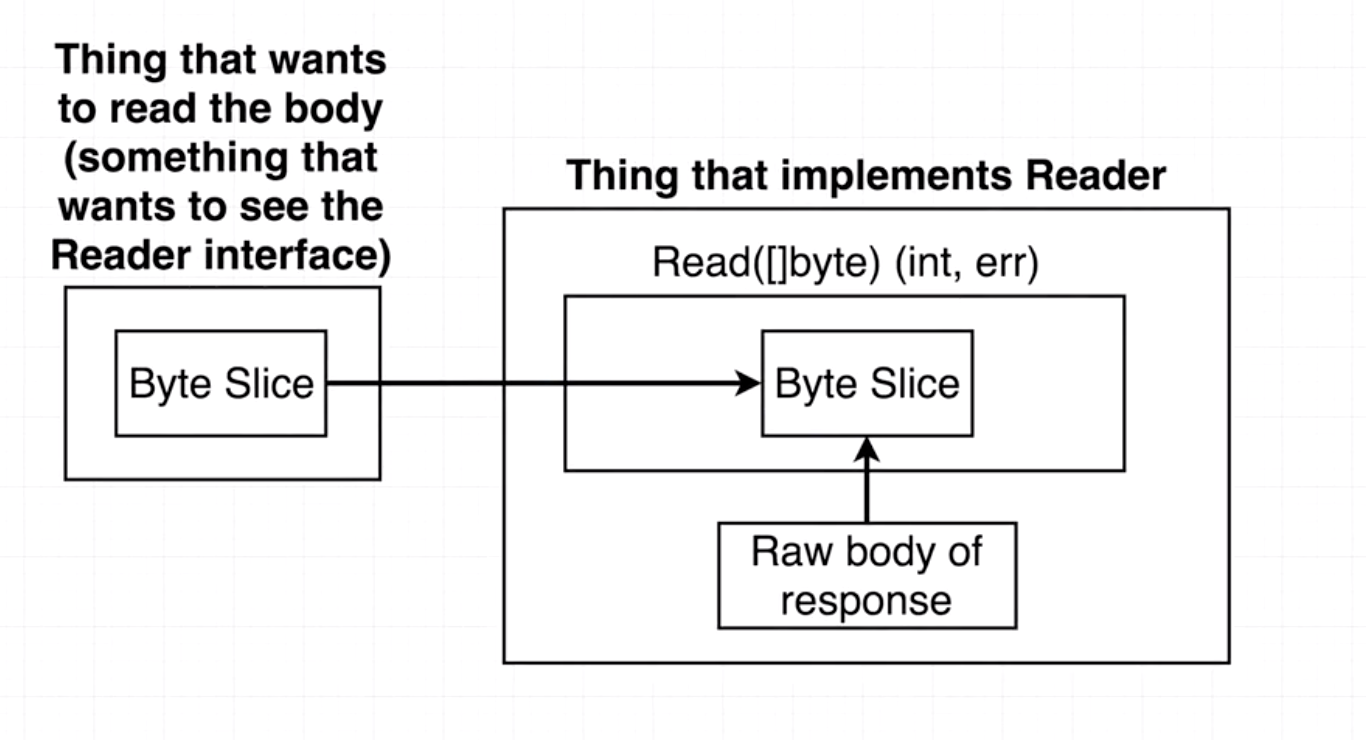 Thing that wants
to read the body
(something that
wants to see the
Reader interface)
Byte Slice
Thing that implements Reader
Read([]byte) (int, err)
Byte Slice
Raw body of
response